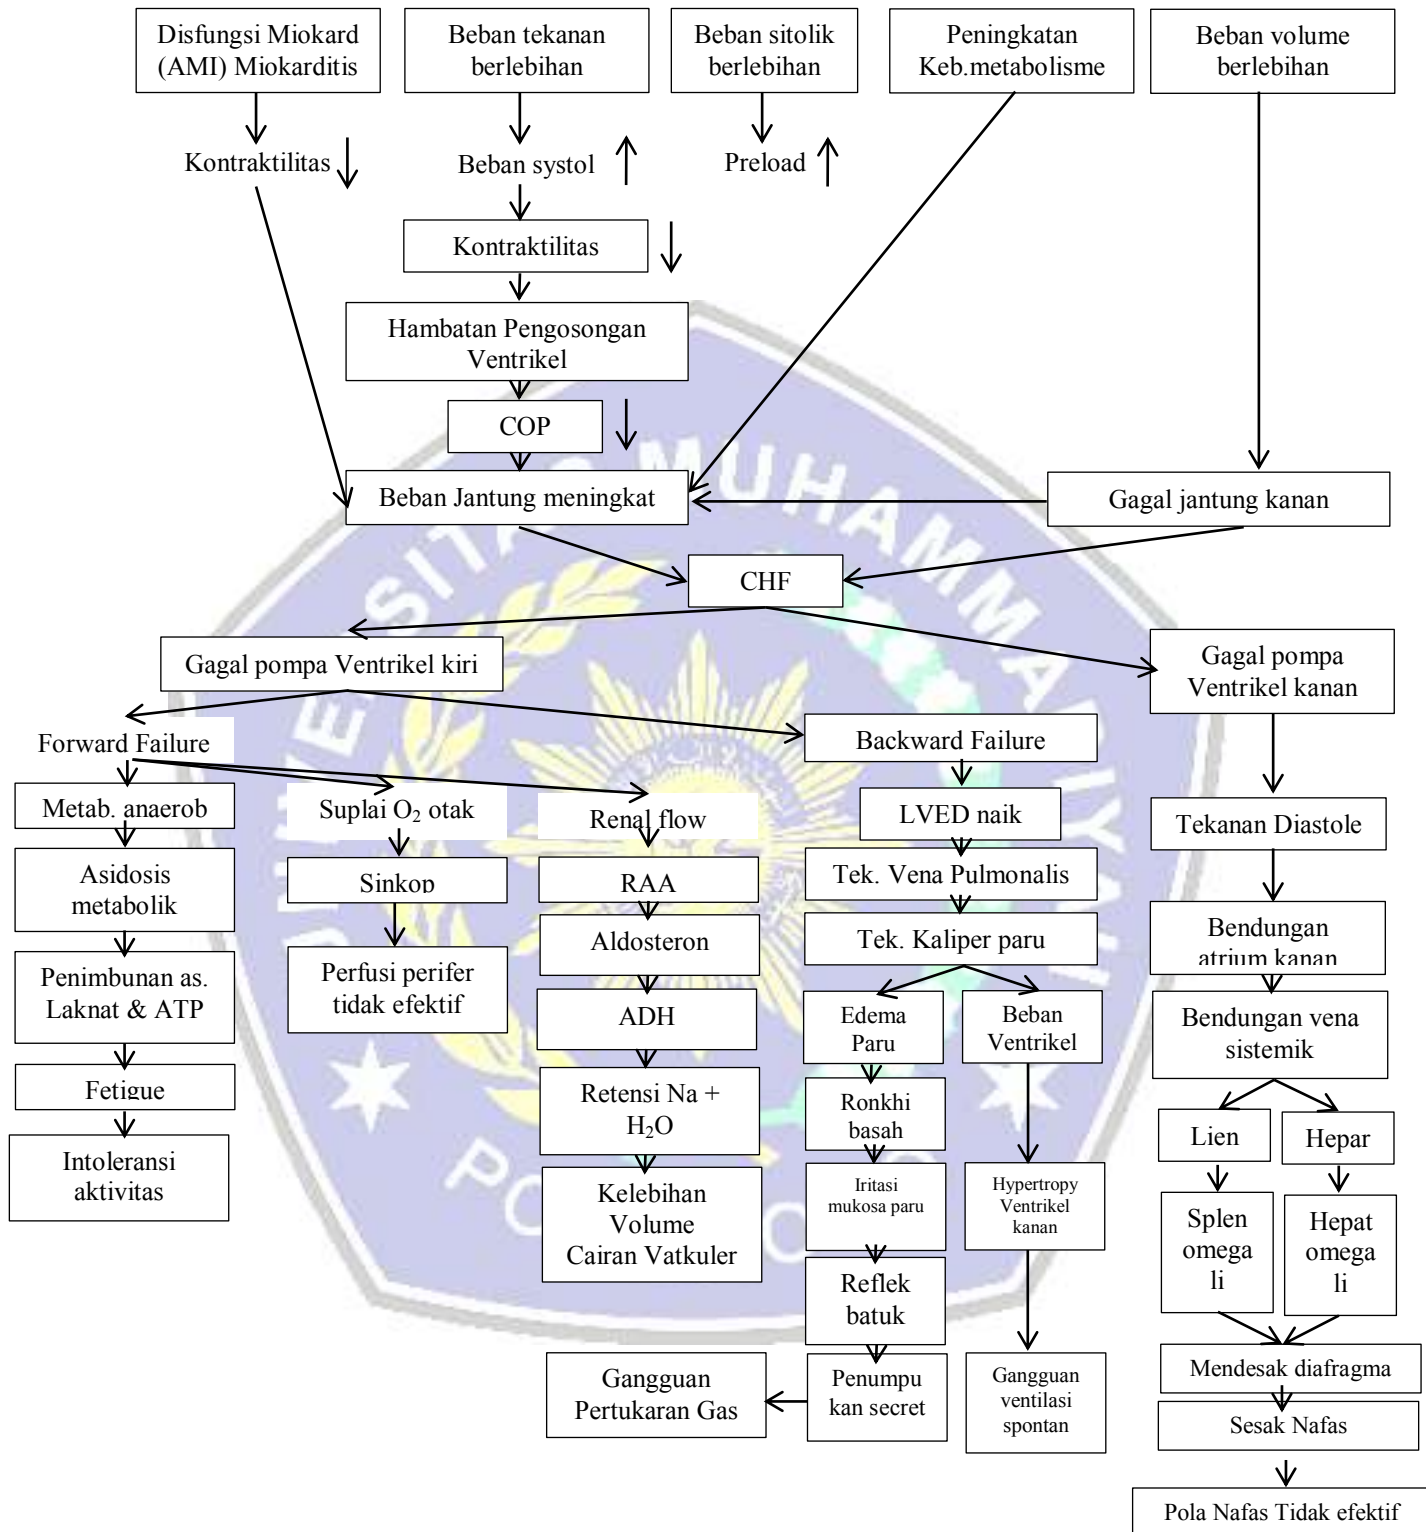 Disfungsi Miokard
(AMI) Miokarditis
Beban tekanan
berlebihan
Beban sitolik
berlebihan
Peningkatan
Keb.metabolisme
Beban volume
berlebihan
Kontraktilitas
Beban systol
Preload
Kontraktilitas
Hambatan Pengosongan
Ventrikel
COP
Beban Jantung meningkat
Gagal jantung kanan
CHF
Gagal pompa Ventrikel kiri
Gagal pompa
Ventrikel kanan
Forward Failure
Backward Failure
Metab. anaerob
Suplai O₂ otak
Renal flow
LVED naik
Tekanan Diastole
Asidosis
metabolik
Sinkop
RAA
Tek. Vena Pulmonalis
Aldosteron
Tek. Kaliper paru
Bendungan
atrium kanan
Penimbunan as.
Laknat & ATP
Perfusi perifer
tidak efektif
ADH
Edema
Paru
Beban
Ventrikel
Bendungan vena
sistemik
Fetigue
Retensi Na +
H₂O
Ronkhi
basah
Lien
Hepar
Intoleransi
aktivitas
Kelebihan
Volume
Cairan Vatkuler
Iritasi
mukosa paru
Hypertropy
Ventrikel
kanan
Splen
omega
li
Hepat
omega
li
Reflek
batuk
Gangguan
Pertukaran Gas
Penumpu
kan secret
Gangguan
ventilasi
spontan
Mendesak diafragma
Sesak Nafas
Pola Nafas Tidak efektif
MUHAMMADIYAH